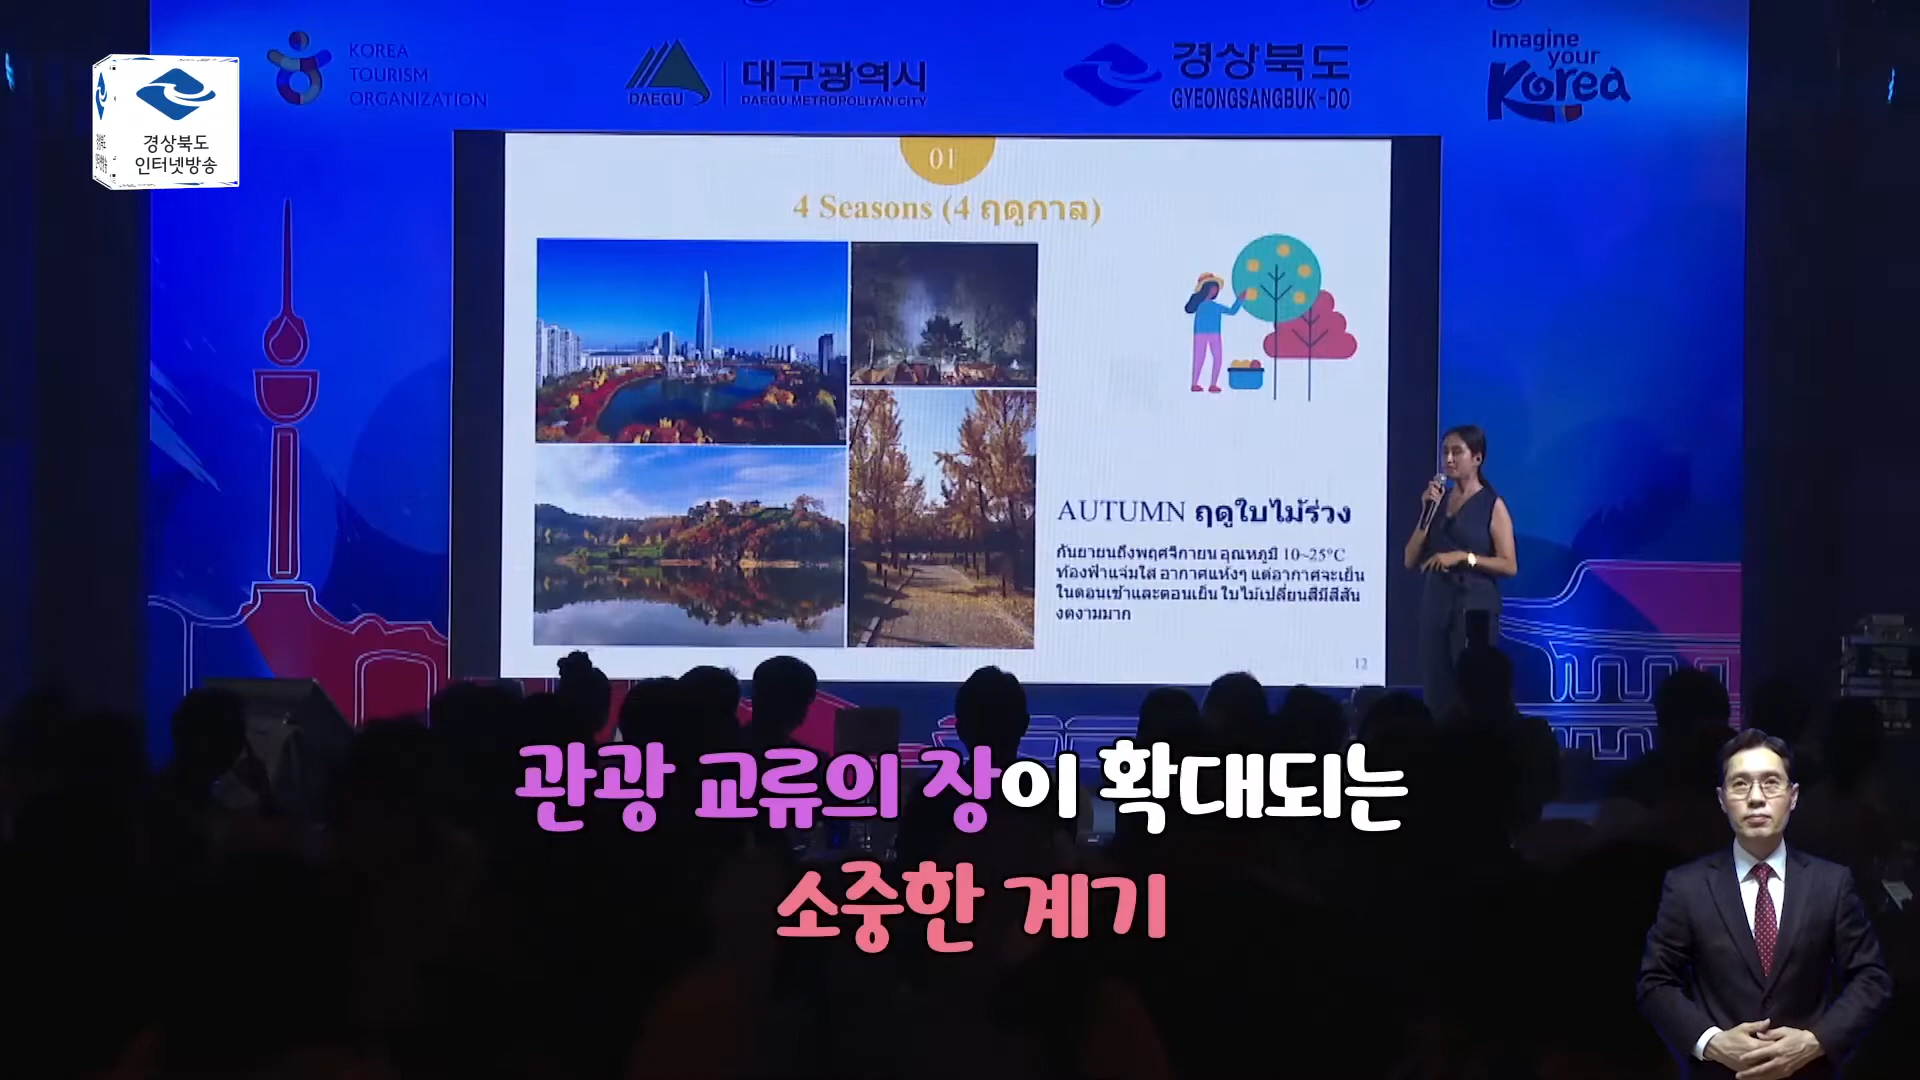 KOREA
TOURISM
ORGANIZATION
DAEGU
대구광역시
DAEGU METROPOLITAN CITY
경상북도
GYEONGSANGBUK-DO
Imagine
your
Korea
경상북도
인터넷방송
01
4 Seasons (4 ฤดูกาล)
AUTUMN ฤดูใบไม้ร่วง
กันยายนถึงพฤศจิกายน อุณหภูมิ 10~25°C
ท้องฟ้าแจ่มใส อากาศแห้งๆ แต่อากาศจะเย็น
ในตอนเช้าและตอนเย็น ใบไม้เปลี่ยนสีมีสีสัน
งดงามมาก
12
관광 교류의 장이 확대되는
소중한 계기